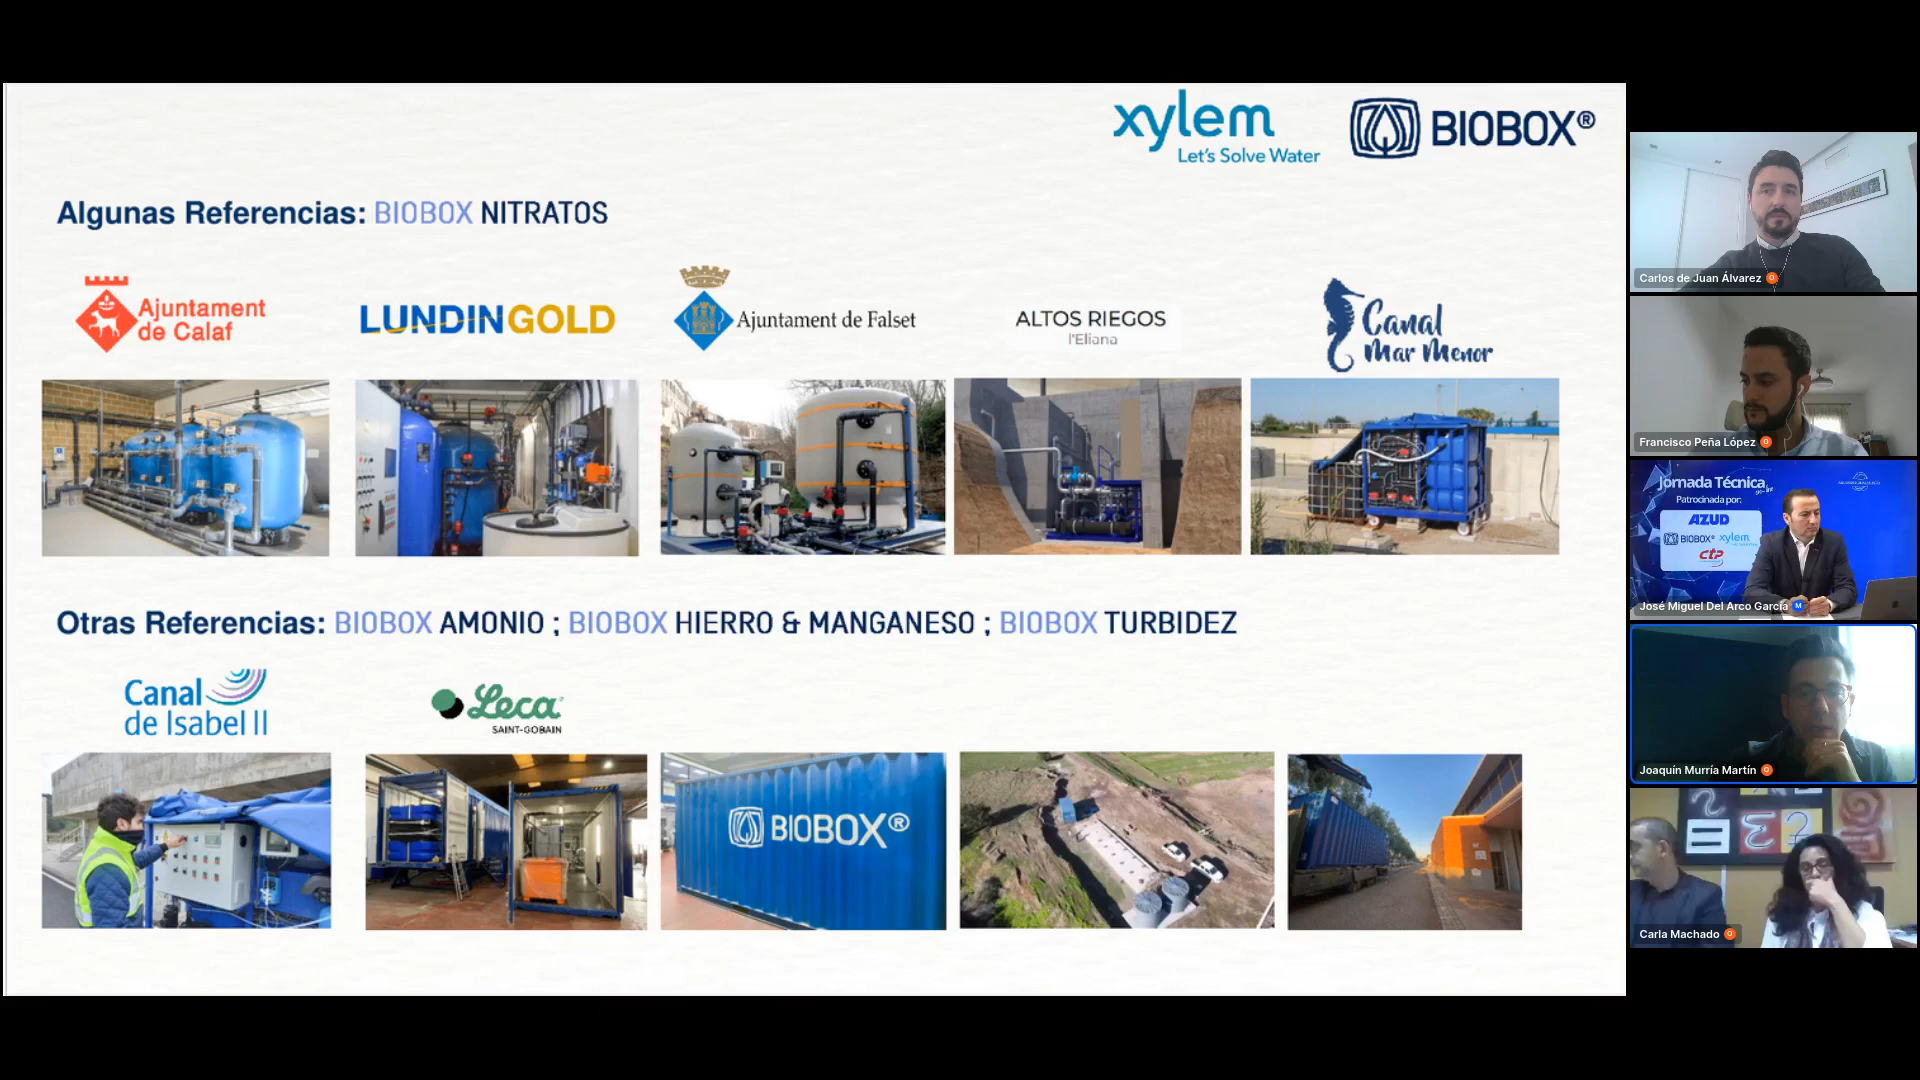 xylem
Let's Solve Water
BIOBOX®
Algunas Referencias: BIOBOX NITRATOS
Ajuntament
de Calaf
LUNDINGOLD
Ajuntament de Falset
ALTOS RIEGOS
l'Eliana
Canal
Mar Menor
Otras Referencias: BIOBOX AMONIO ; BIOBOX HIERRO & MANGANESO ; BIOBOX TURBIDEZ
Canal
de Isabel II
Leca
SAINT-GOBAIN
BIOBOX®
Carlos de Juan Álvarez O
Francisco Peña López O
Jornada Técnica
on-line
Patrocinada por:
AZUD
BIOBOX® xylem
ctp
José Miguel Del Arco García M
Joaquín Murría Martín O
Carla Machado O